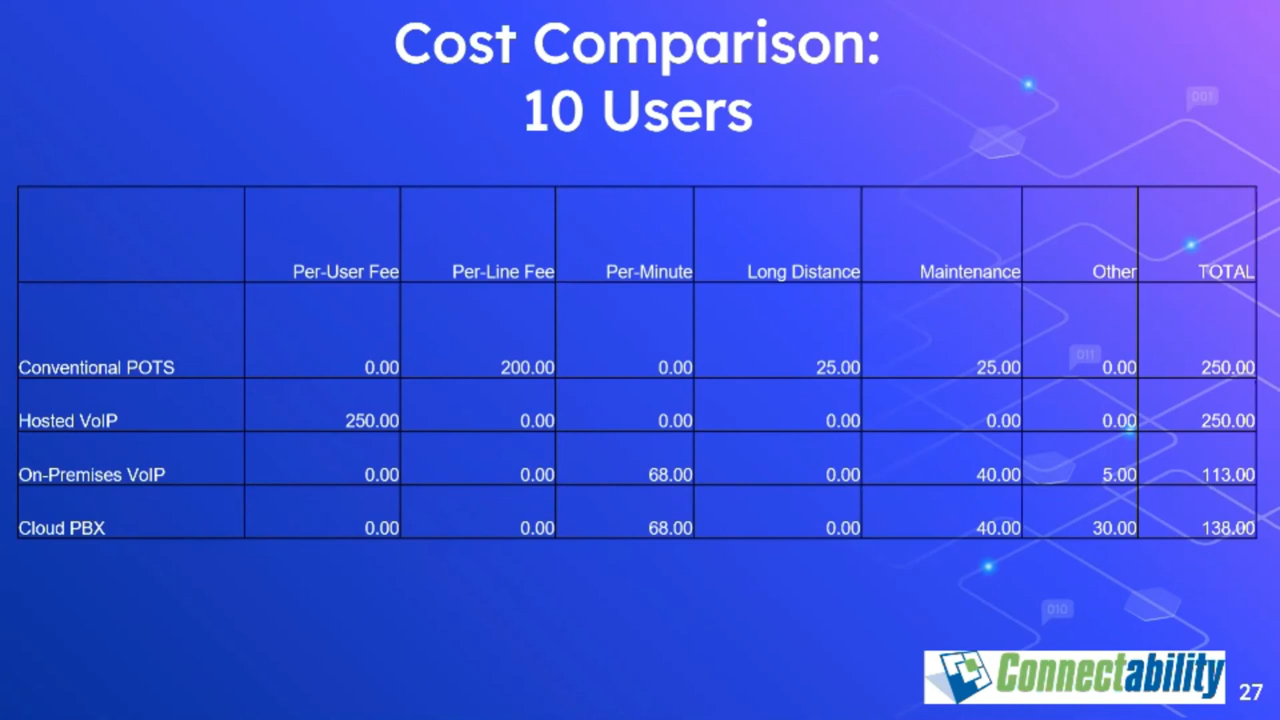 Cost Comparison:
10 Users
Per-User Fee Per-Line Fee Per-Minute Long Distance Maintenance Other TOTAL
Conventional POTS 0.00 200.00 0.00 25.00 25.00 0.00 250.00
Hosted VoIP 250.00 0.00 0.00 0.00 0.00 0.00 250.00
On-Premises VoIP 0.00 0.00 68.00 0.00 40.00 5.00 113.00
Cloud PBX 0.00 0.00 68.00 0.00 40.00 30.00 138.00
001
011
010
Connectability
27